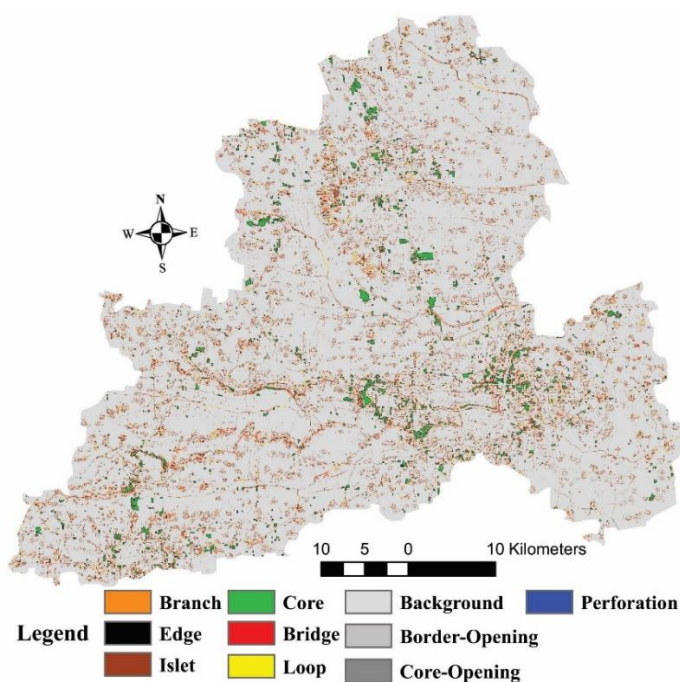 N
W E
S
10 5 0 10 Kilometers
Branch Core Background Perforation
Legend Edge Bridge Border-Opening
Islet Loop Core-Opening